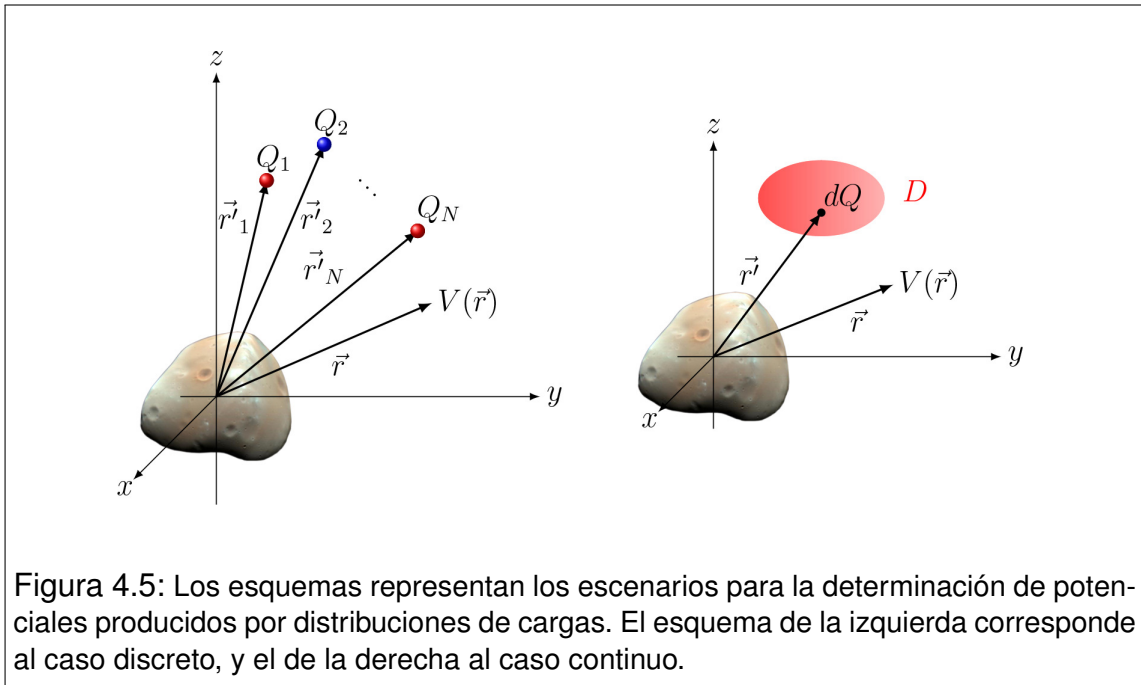 z
Q₂
Q₁
⋱
Q_N
r⃗'₁
r⃗'₂
r⃗'_N
V(r⃗)
r⃗
y
x
z
dQ
D
r⃗'
V(r⃗)
r⃗
y
x
Figura 4.5: Los esquemas representan los escenarios para la determinación de poten-
ciales producidos por distribuciones de cargas. El esquema de la izquierda corresponde
al caso discreto, y el de la derecha al caso continuo.